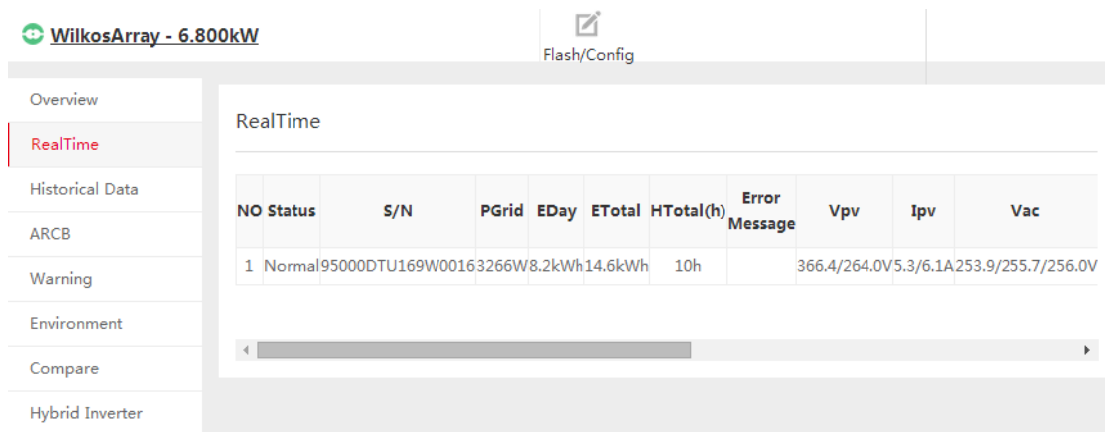 WilkosArray - 6.800kW
Flash/Config
Overview
RealTime
Historical Data
ARCB
Warning
Environment
Compare
Hybrid Inverter
RealTime
NO Status S/N PGrid EDay ETotal HTotal(h) Error Message Vpv Ipv Vac
1 Normal 95000DTU169W0016 3266W 8.2kWh 14.6kWh 10h 366.4/264.0V 5.3/6.1A 253.9/255.7/256.0V